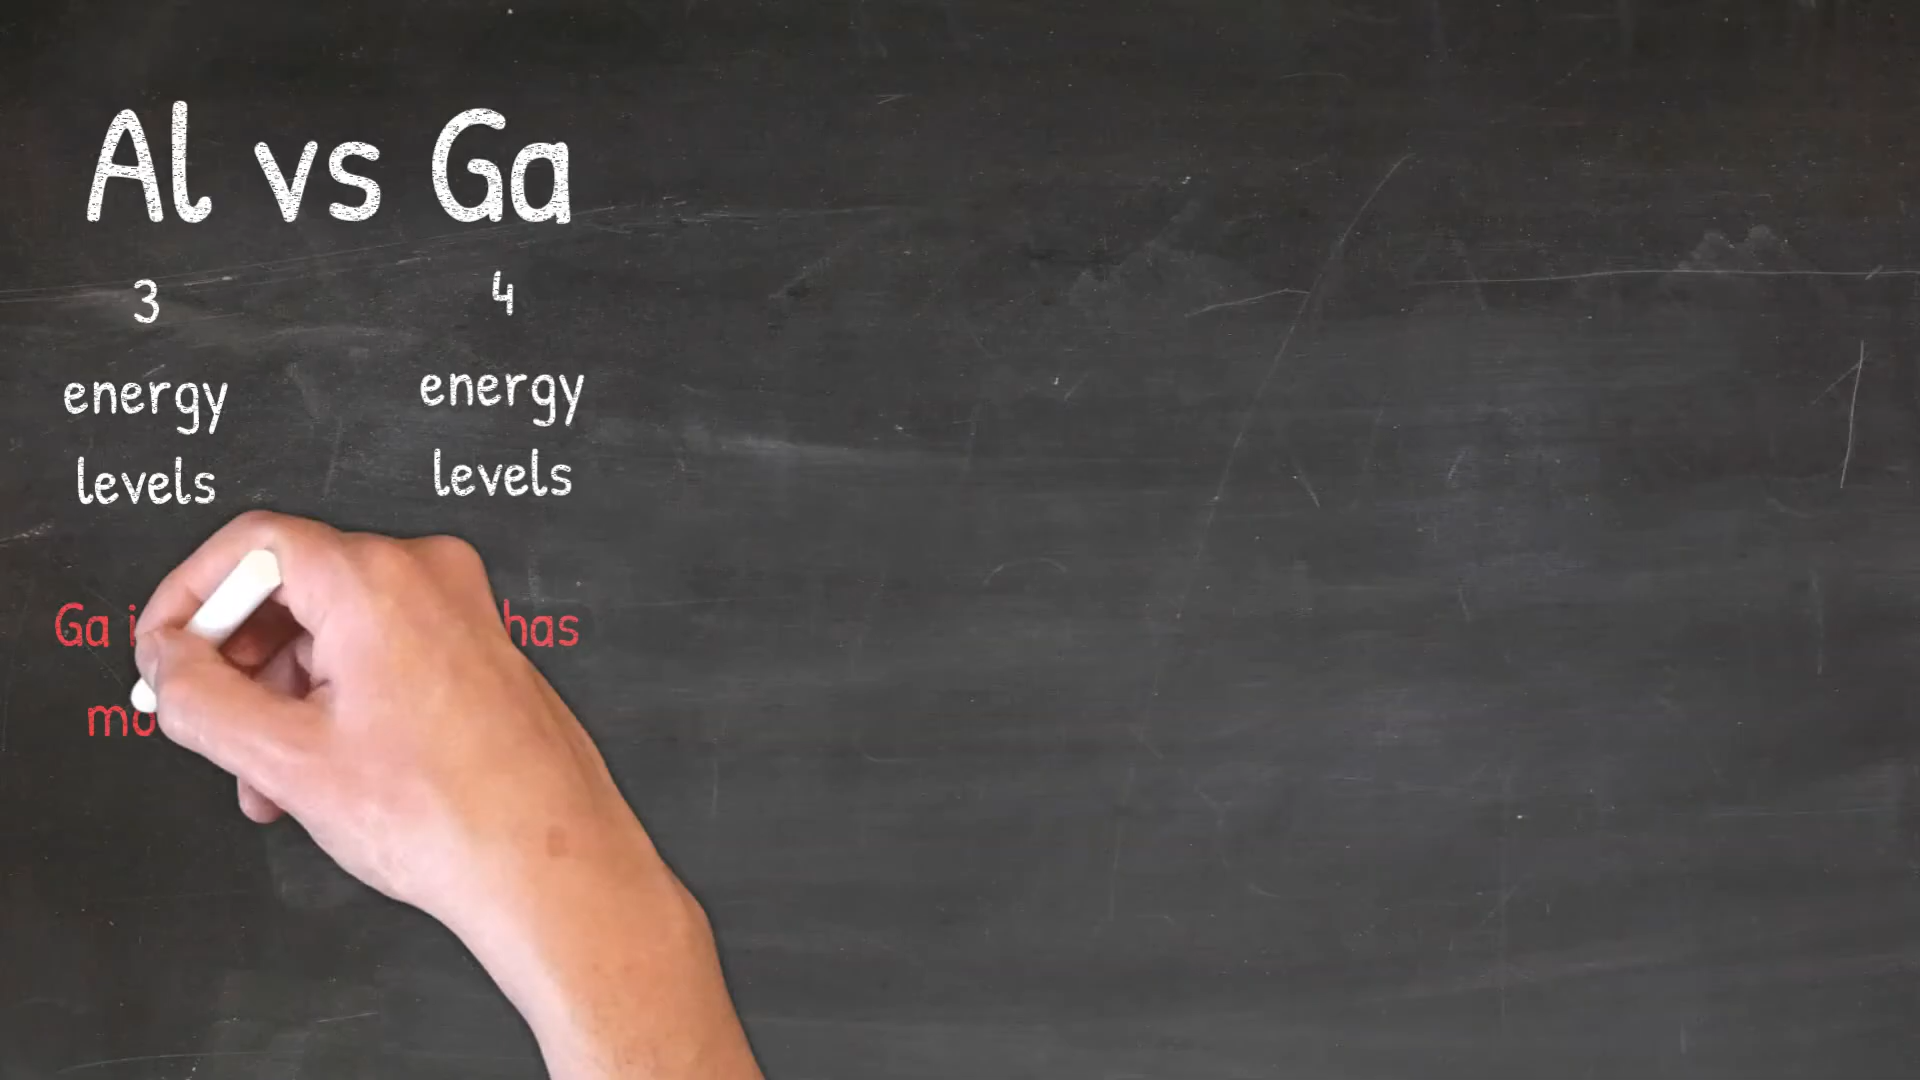 Al vs Ga
3 4
energy energy
levels levels
Ga has